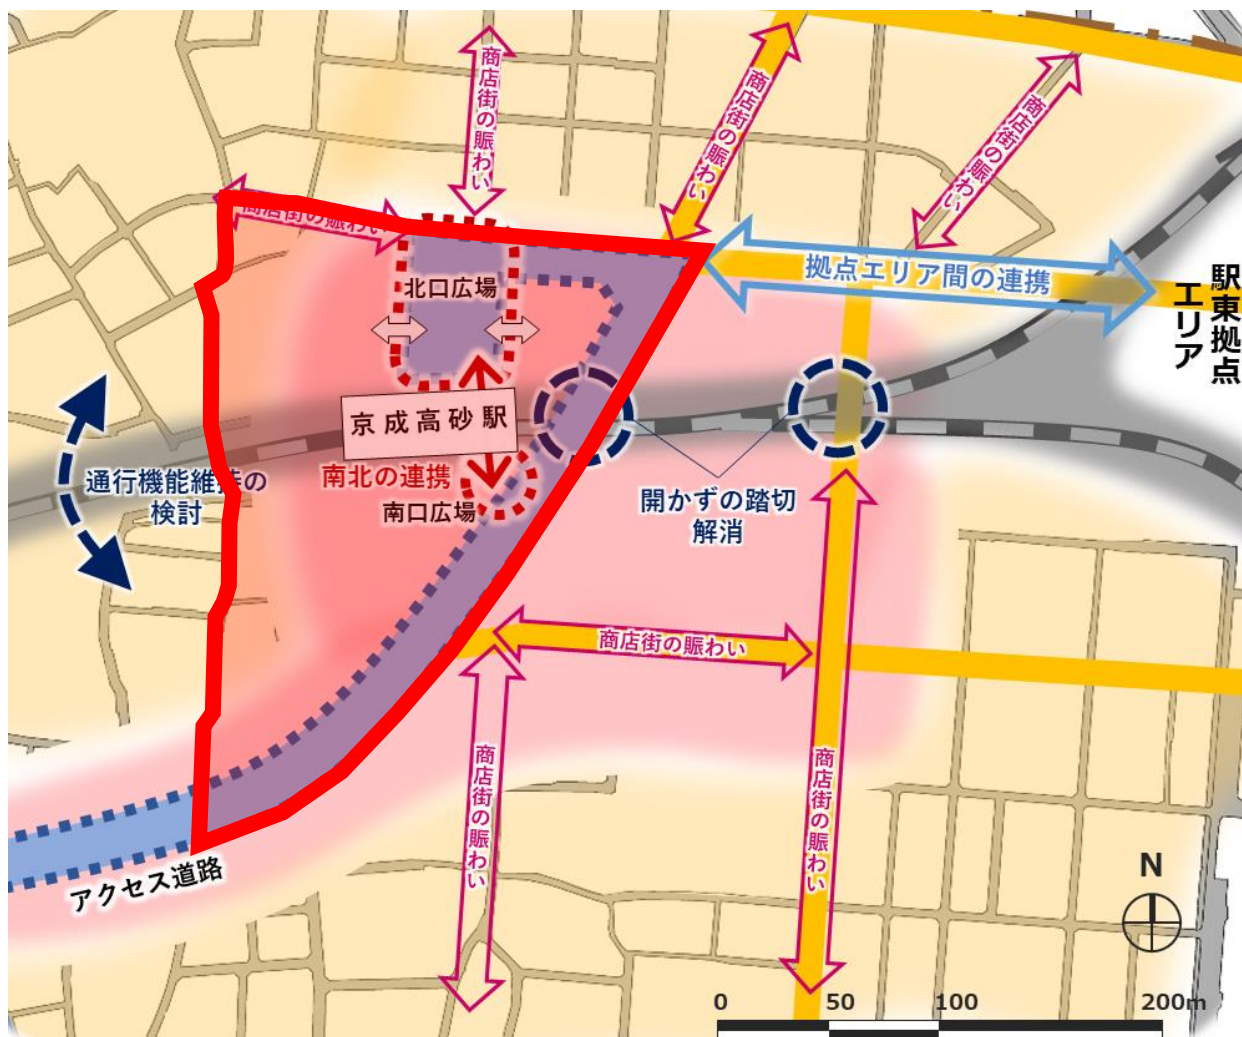 商店街の賑わい
商店街の賑わい
商店街の賑わい
商店街の賑わい
拠点エリア間の連携
駅東拠点
エリア
北口広場
京成高砂駅
南北の連携
南口広場
通行機能維持の
検討
開かずの踏切
解消
商店街の賑わい
商店街の賑わい
商店街の賑わい
アクセス道路
N
0 50 100 200m